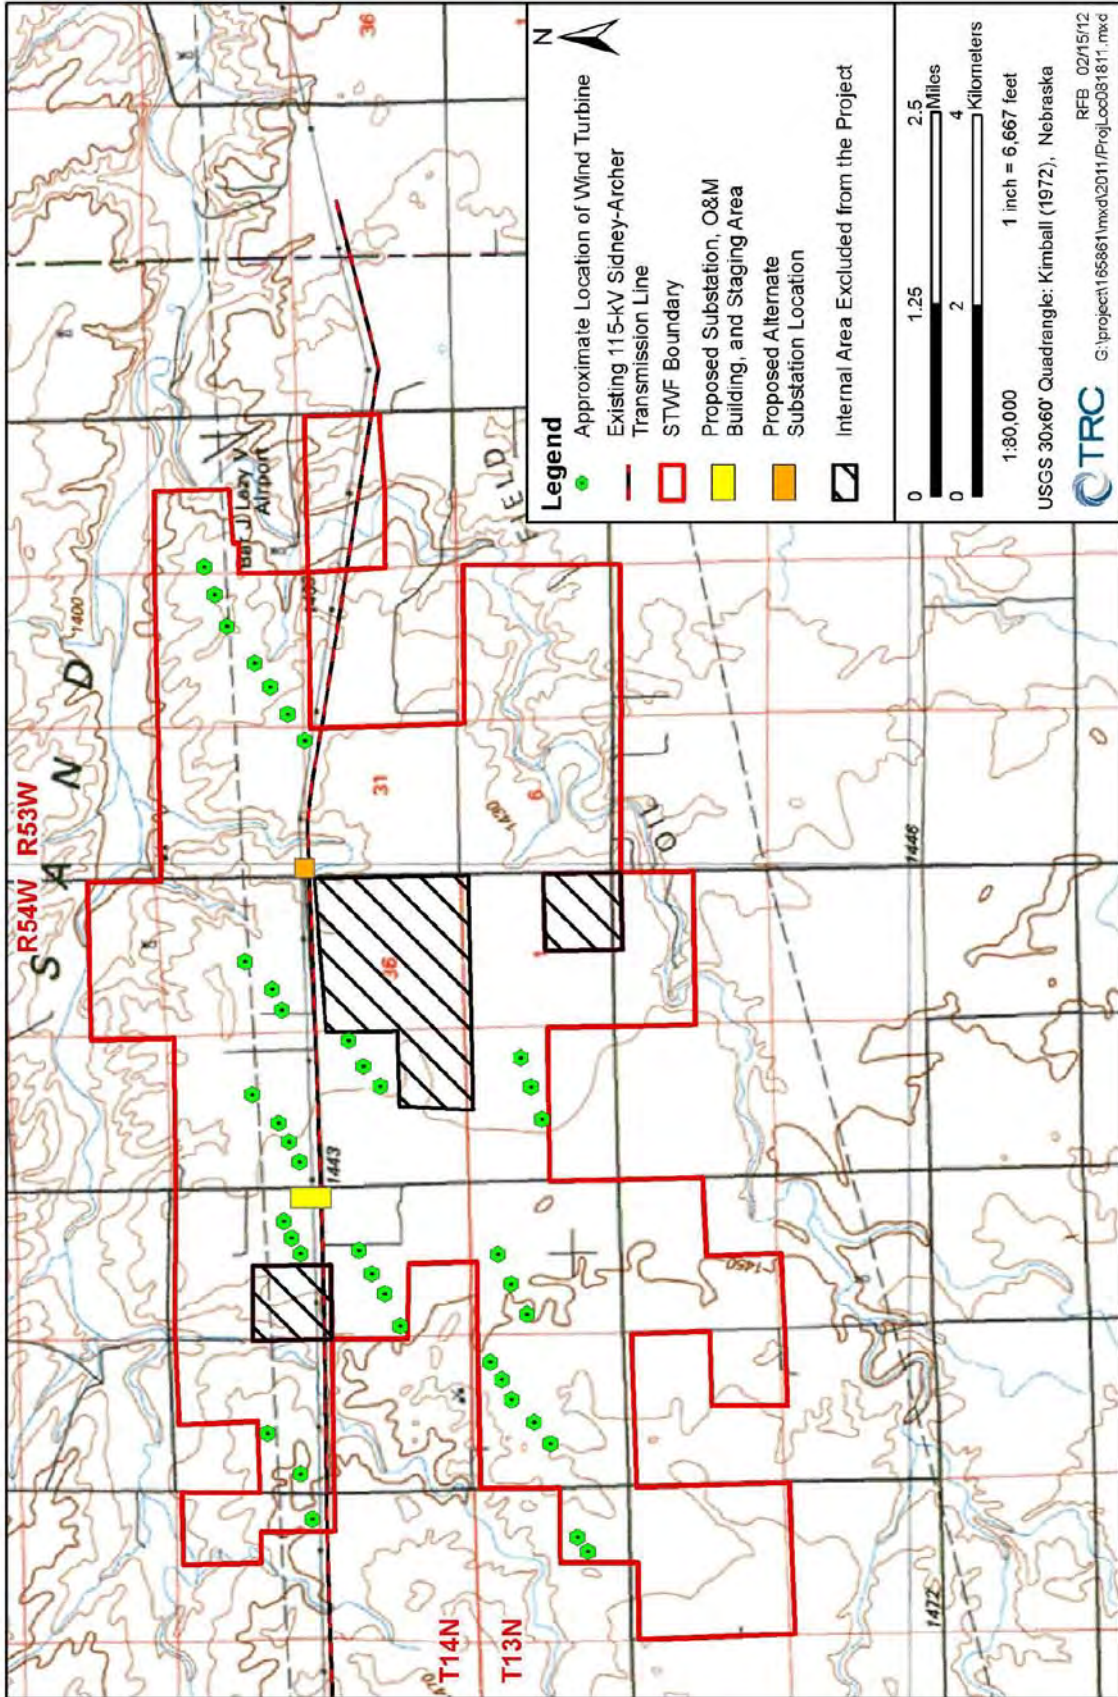 R54W R53W
S A N D
1400
36
Bar J Lazy V
Airport
1443
31
36
1430
6
1
OIL
FIELD
T14N
T13N
1450
1446
1472
N
Legend
Approximate Location of Wind Turbine
Existing 115-kV Sidney-Archer
Transmission Line
STWF Boundary
Proposed Substation, O&M
Building, and Staging Area
Proposed Alternate
Substation Location
Internal Area Excluded from the Project
0 1.25 2.5
Miles
0 2 4
Kilometers
1:80,000 1 inch = 6,667 feet
USGS 30x60' Quadrangle: Kimball (1972), Nebraska
TRC
RFB 02/15/12
G:\project\165861\mxd\2011/ProjLoc081811.mxd